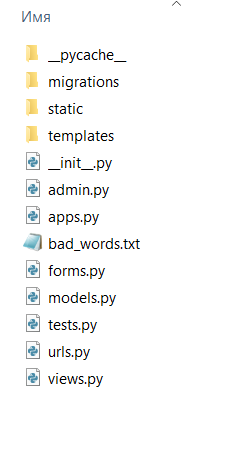 Имя
__pycache__
migrations
static
templates
__init__.py
admin.py
apps.py
bad_words.txt
forms.py
models.py
tests.py
urls.py
views.py